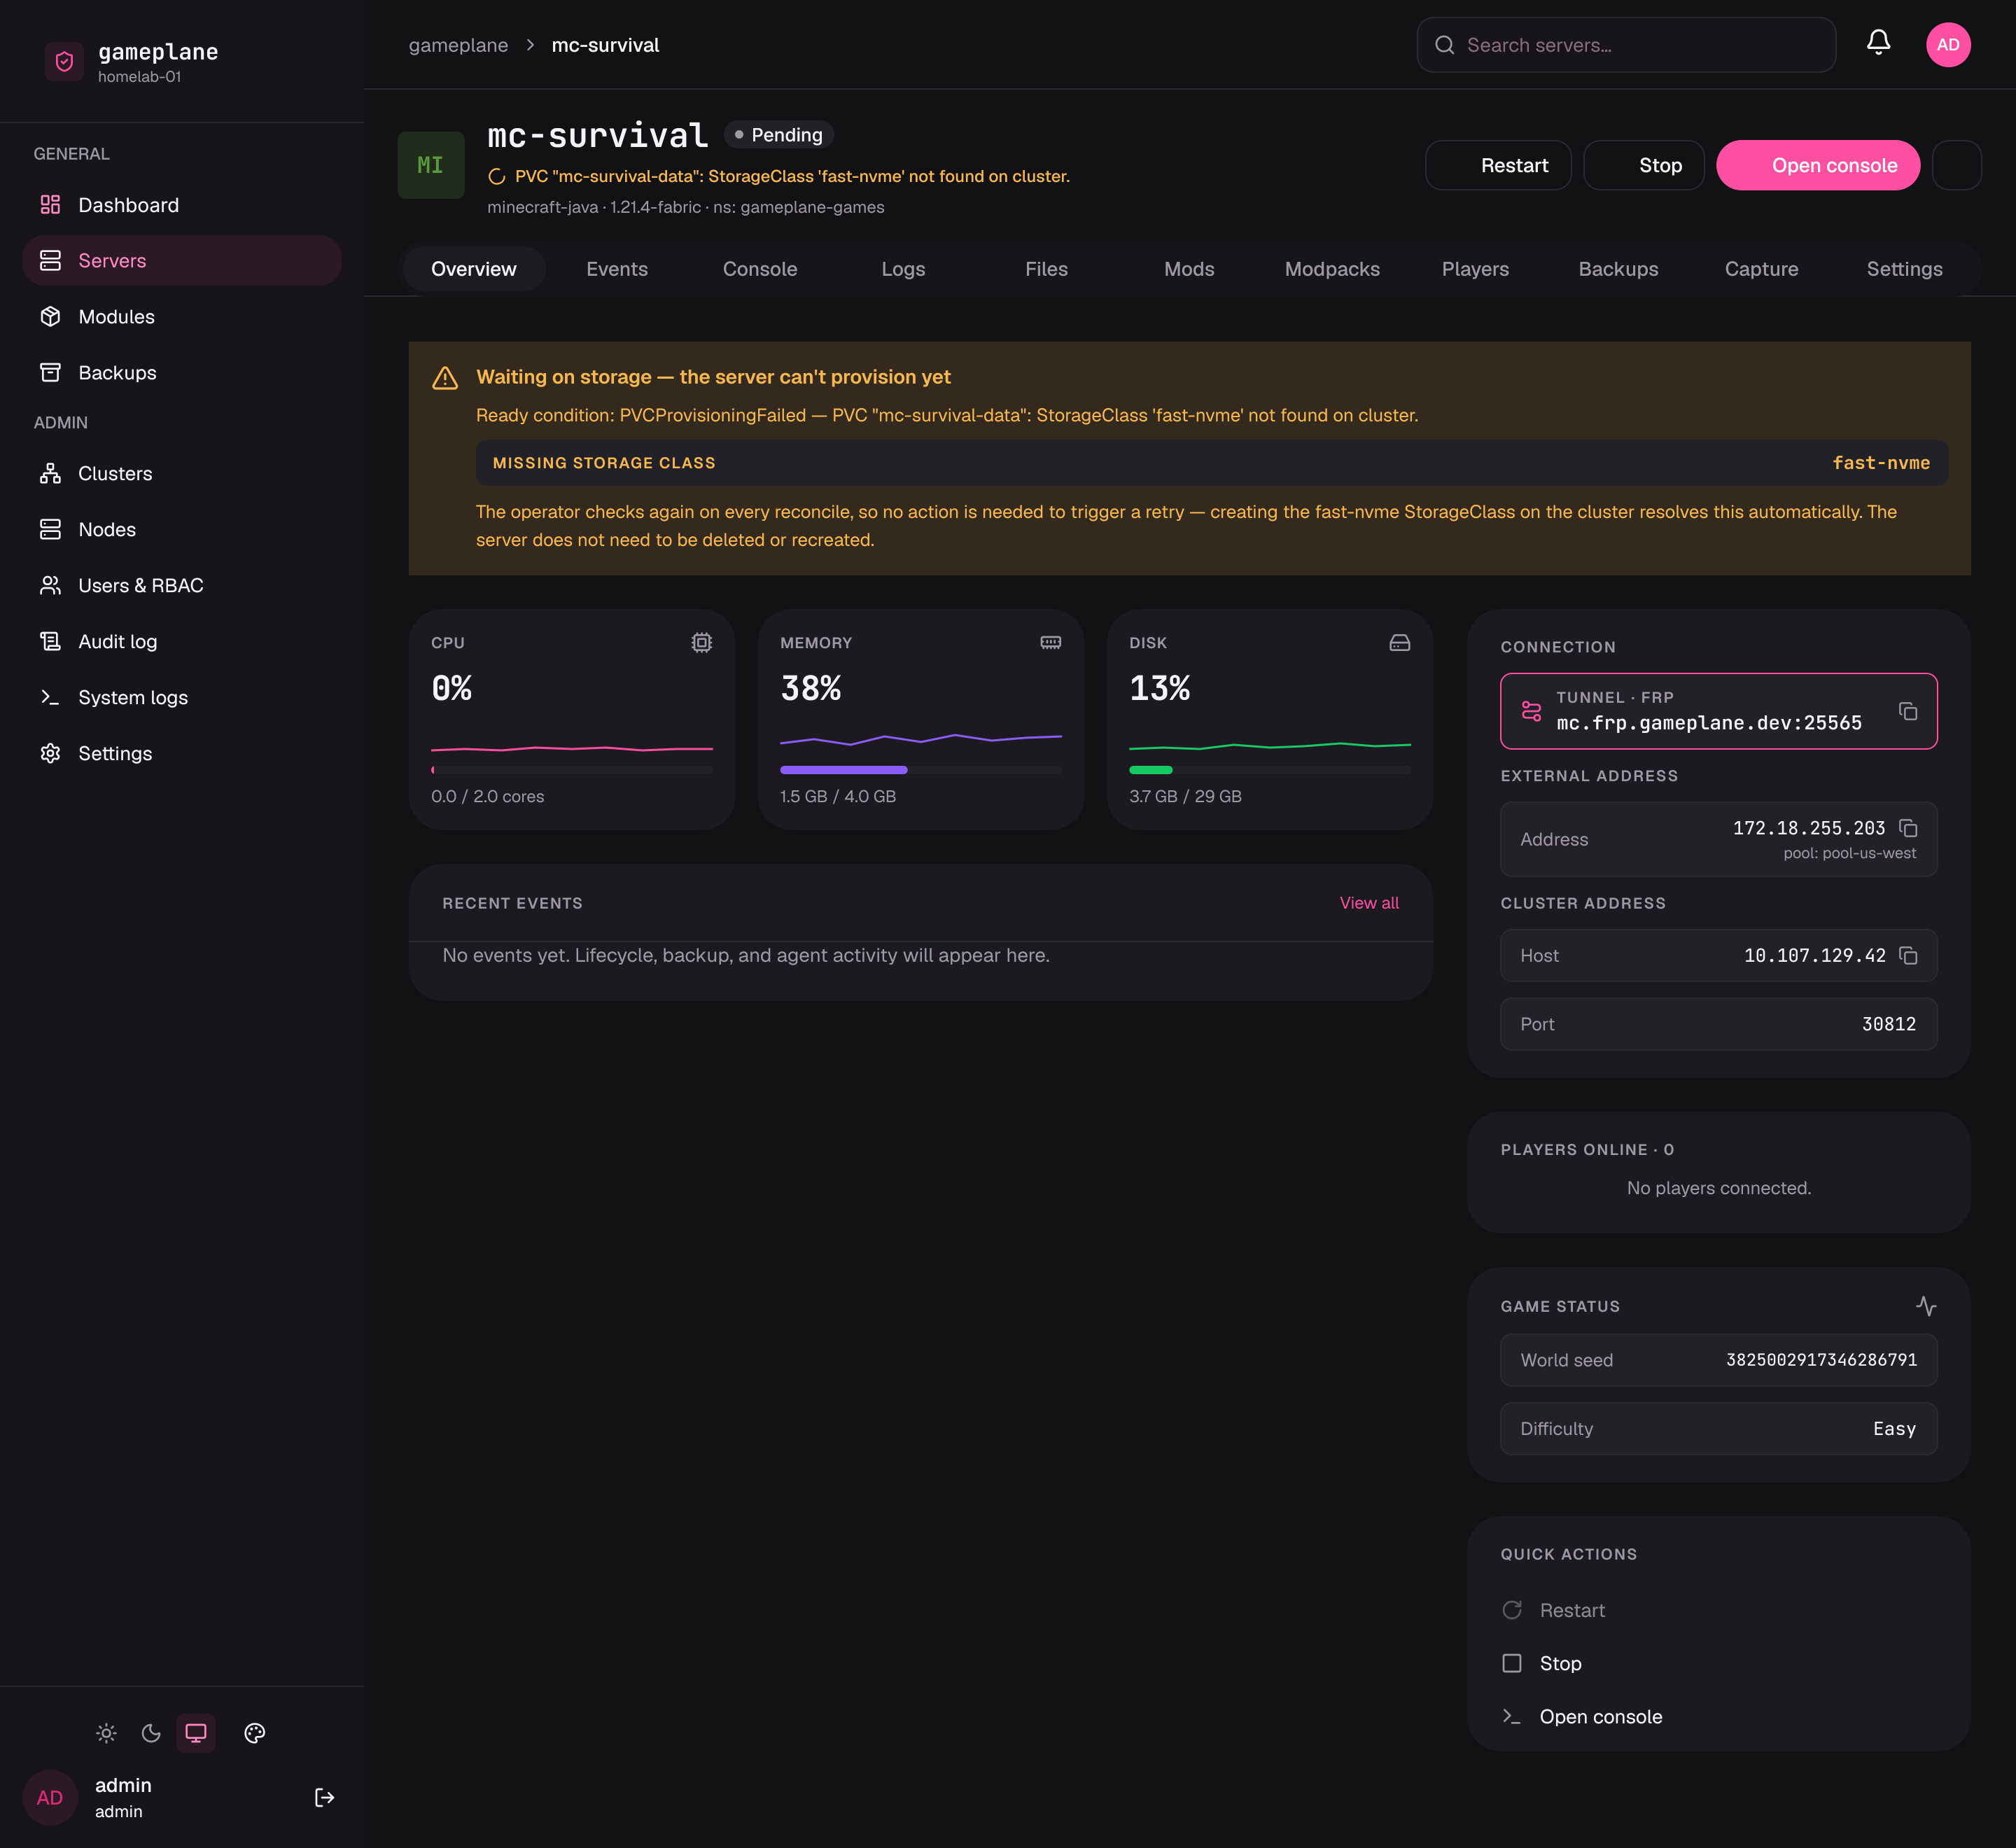 gameplane
homelab-01
GENERAL
Dashboard
Servers
Modules
Backups
ADMIN
Clusters
Nodes
Users & RBAC
Audit log
System logs
Settings
AD
admin
admin
gameplane
mc-survival
Search servers...
AD
MI
mc-survival
Pending
PVC "mc-survival-data": StorageClass 'fast-nvme' not found on cluster.
minecraft-java · 1.21.4-fabric · ns: gameplane-games
Restart
Stop
Open console
Overview
Events
Console
Logs
Files
Mods
Modpacks
Players
Backups
Capture
Settings
Waiting on storage — the server can't provision yet
Ready condition: PVCProvisioningFailed — PVC "mc-survival-data": StorageClass 'fast-nvme' not found on cluster.
MISSING STORAGE CLASS
fast-nvme
The operator checks again on every reconcile, so no action is needed to trigger a retry — creating the fast-nvme StorageClass on the cluster resolves this automatically. The
server does not need to be deleted or recreated.
CPU
0%
0.0 / 2.0 cores
MEMORY
38%
1.5 GB / 4.0 GB
DISK
13%
3.7 GB / 29 GB
RECENT EVENTS
View all
No events yet. Lifecycle, backup, and agent activity will appear here.
CONNECTION
TUNNEL · FRP
mc.frp.gameplane.dev:25565
EXTERNAL ADDRESS
Address
172.18.255.203
pool: pool-us-west
CLUSTER ADDRESS
Host
10.107.129.42
Port
30812
PLAYERS ONLINE · 0
No players connected.
GAME STATUS
World seed
3825002917346286791
Difficulty
Easy
QUICK ACTIONS
Restart
Stop
Open console